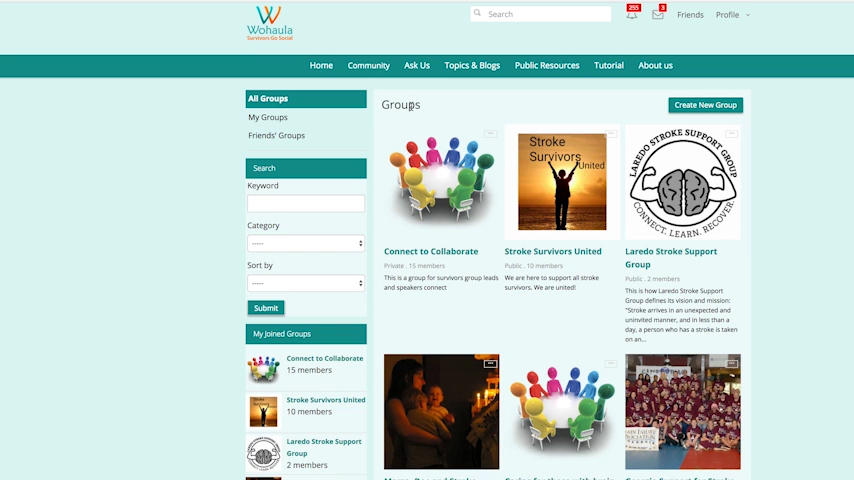 Wohaula
Survivors Go Social
Search
255
3
Friends
Profile
Home
Community
Ask Us
Topics & Blogs
Public Resources
Tutorial
About us
All Groups
My Groups
Friends' Groups
Search
Keyword
Category
-----
Sort by
-----
Submit
My Joined Groups
Connect to Collaborate
15 members
Stroke Survivors United
10 members
Laredo Stroke Support
Group
2 members
Groups
Create New Group
Stroke
Survivors
United
LAREDO STROKE SUPPORT GROUP
CONNECT. LEARN. RECOVER.
Connect to Collaborate
Private . 15 members
This is a group for survivors group leads
and speakers connect
Stroke Survivors United
Public . 10 members
We are here to support all stroke
survivors. We are united!
Laredo Stroke Support
Group
Public . 2 members
This is how Laredo Stroke Support
Group defines its vision and mission:
"Stroke arrives in an unexpected and
uninvited manner, and in less than a
day, a person who has a stroke is taken
on an...